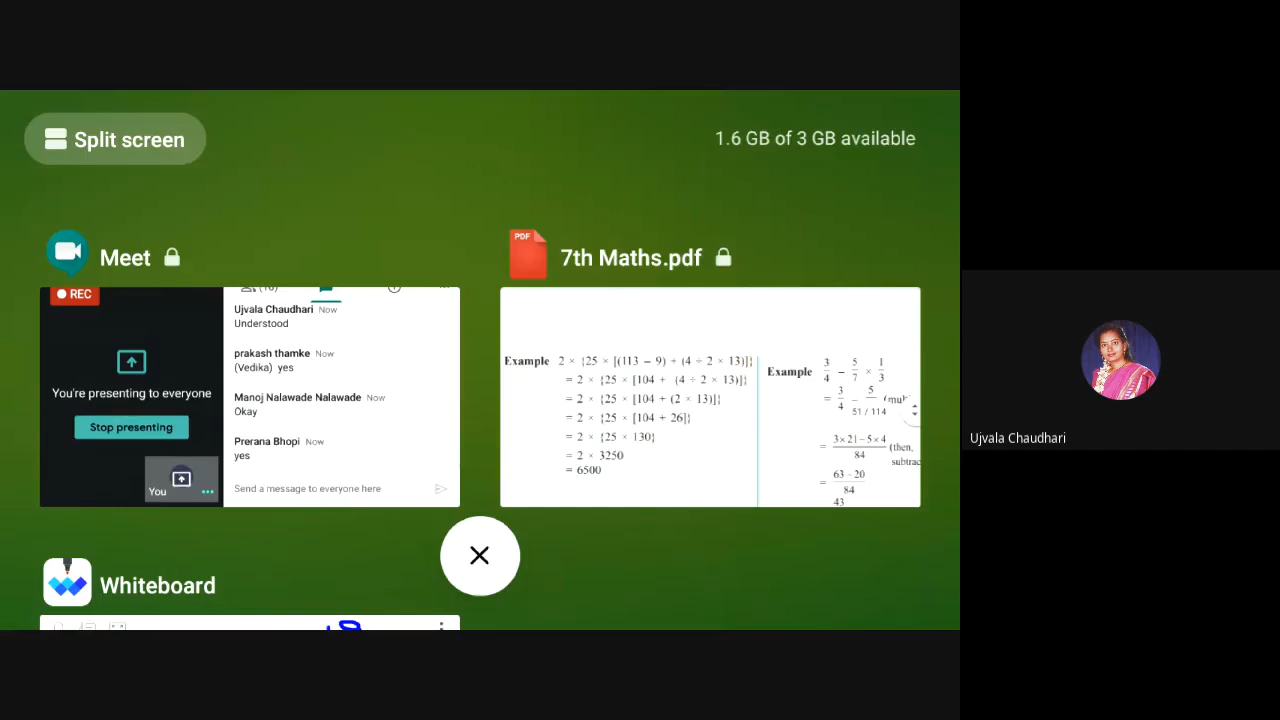 Split screen
1.6 GB of 3 GB available
Meet
REC
You're presenting to everyone
Stop presenting
You
Ujvala Chaudhari Now
Understood
prakash thamke Now
(Vedika) yes
Manoj Nalawade Nalawade Now
Okay
Prerana Bhopi Now
yes
Send a message to everyone here
PDF
7th Maths.pdf
Example 2 × {25 × [(113 − 9) + (4 ÷ 2 × 13)]}
= 2 × {25 × [104 + (4 ÷ 2 × 13)]}
= 2 × {25 × [104 + (2 × 13)]}
= 2 × {25 × [104 + 26]}
= 2 × {25 × 130}
= 2 × 3250
= 6500
Example 3/4 − 5/7 × 1/3
= 3/4 − 5/
51 / 114
= 3×21−5×4/84 (then,
= 63−20/84
43
Whiteboard
Ujvala Chaudhari